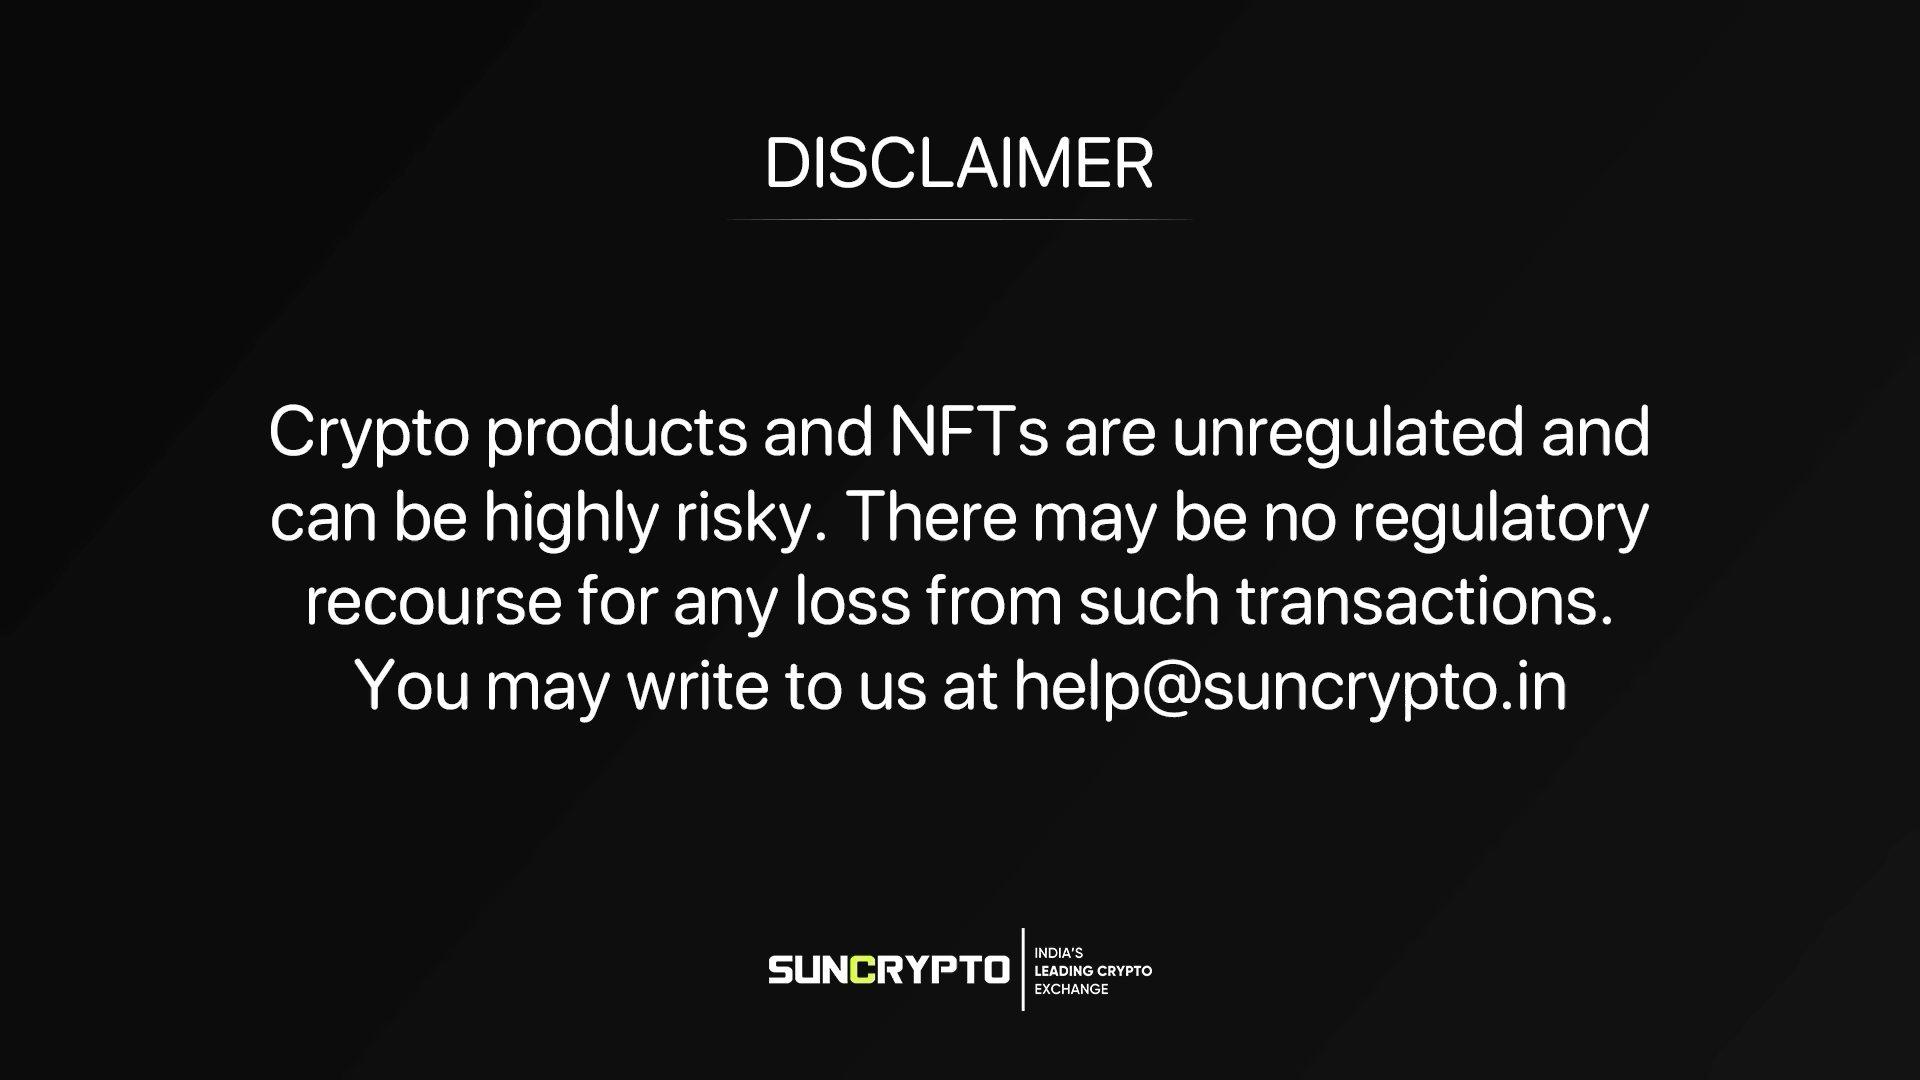 DISCLAIMER
Crypto products and NFTs are unregulated and
can be highly risky. There may be no regulatory
recourse for any loss from such transactions.
You may write to us at help@suncrypto.in
SUNCRYPTO
INDIA'S
LEADING CRYPTO
EXCHANGE